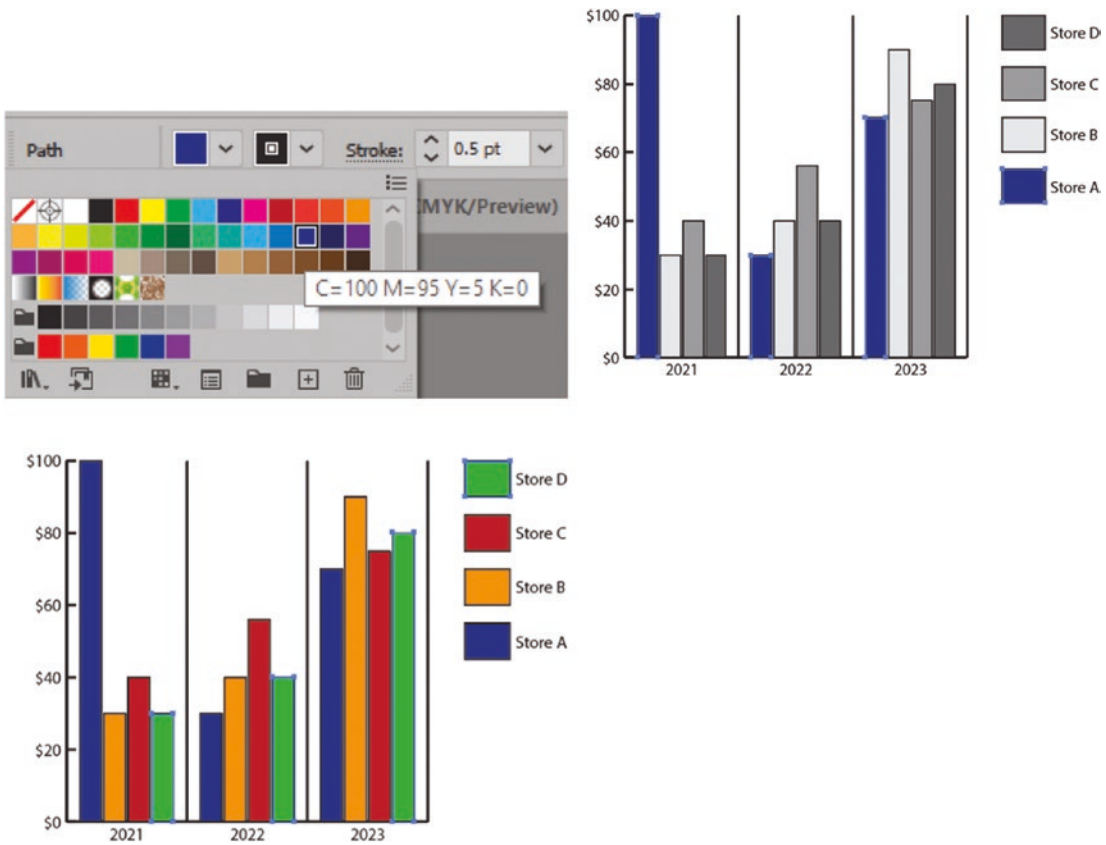 Path
Stroke:
0.5 pt
CMYK/Preview)
C=100 M=95 Y=5 K=0
$100
$80
$60
$40
$20
$0
2021
2022
2023
Store D
Store C
Store B
Store A
$100
$80
$60
$40
$20
$0
2021
2022
2023
Store D
Store C
Store B
Store A